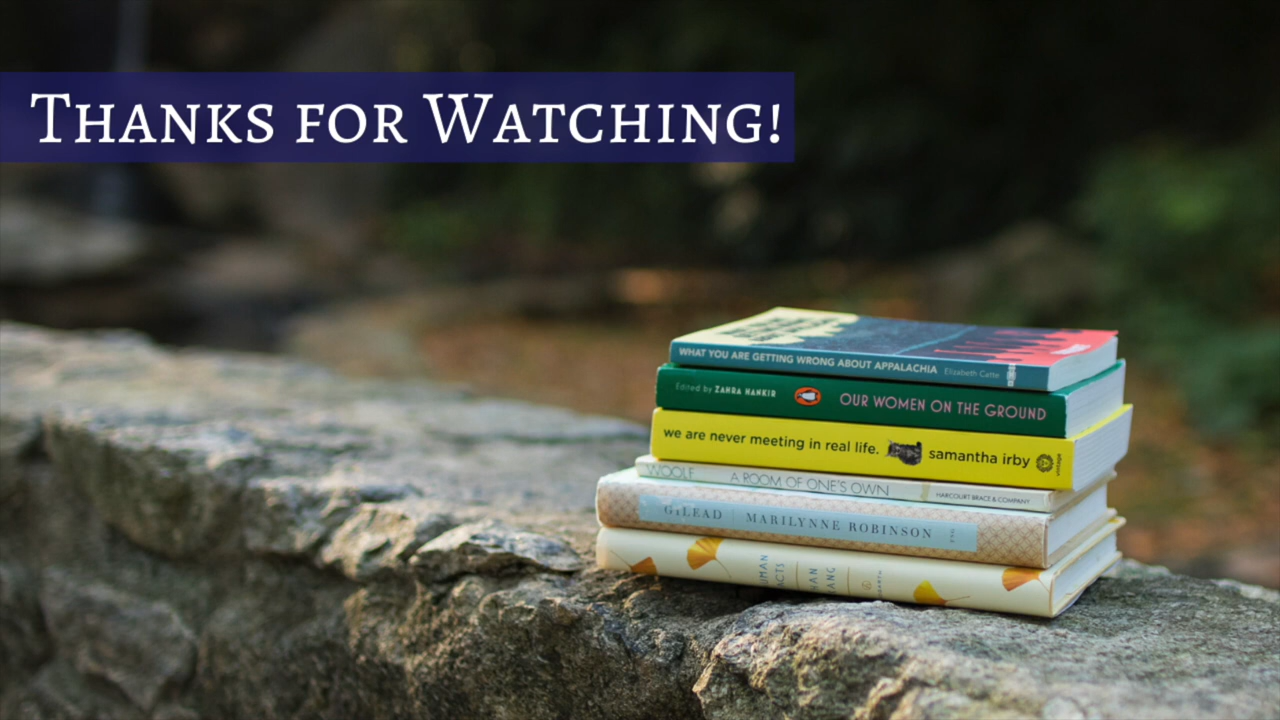 Thanks for Watching!
WHAT YOU ARE GETTING WRONG ABOUT APPALACHIA Elizabeth Catte
Edited by ZAHRA HANKIR OUR WOMEN ON THE GROUND
we are never meeting in real life. samantha irby vintage
WOOLF A ROOM OF ONE'S OWN HARCOURT BRACE & COMPANY
GILEAD MARILYNNE ROBINSON FSG